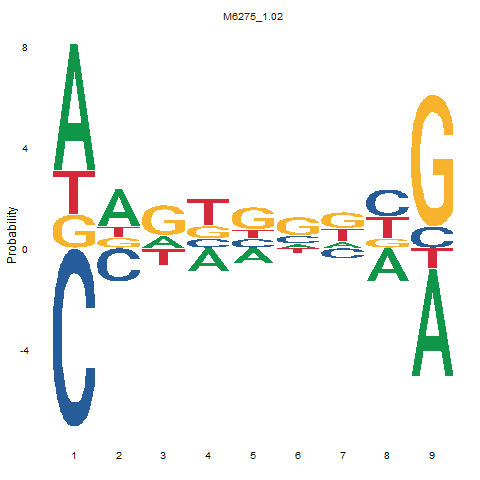 M6275_1.02
8
4
0
-4
Probability
A T G C
A T G C
G A T
T G C A
G T C A
G C A T
G T A C
C T G A
G C T A
1 2 3 4 5 6 7 8 9